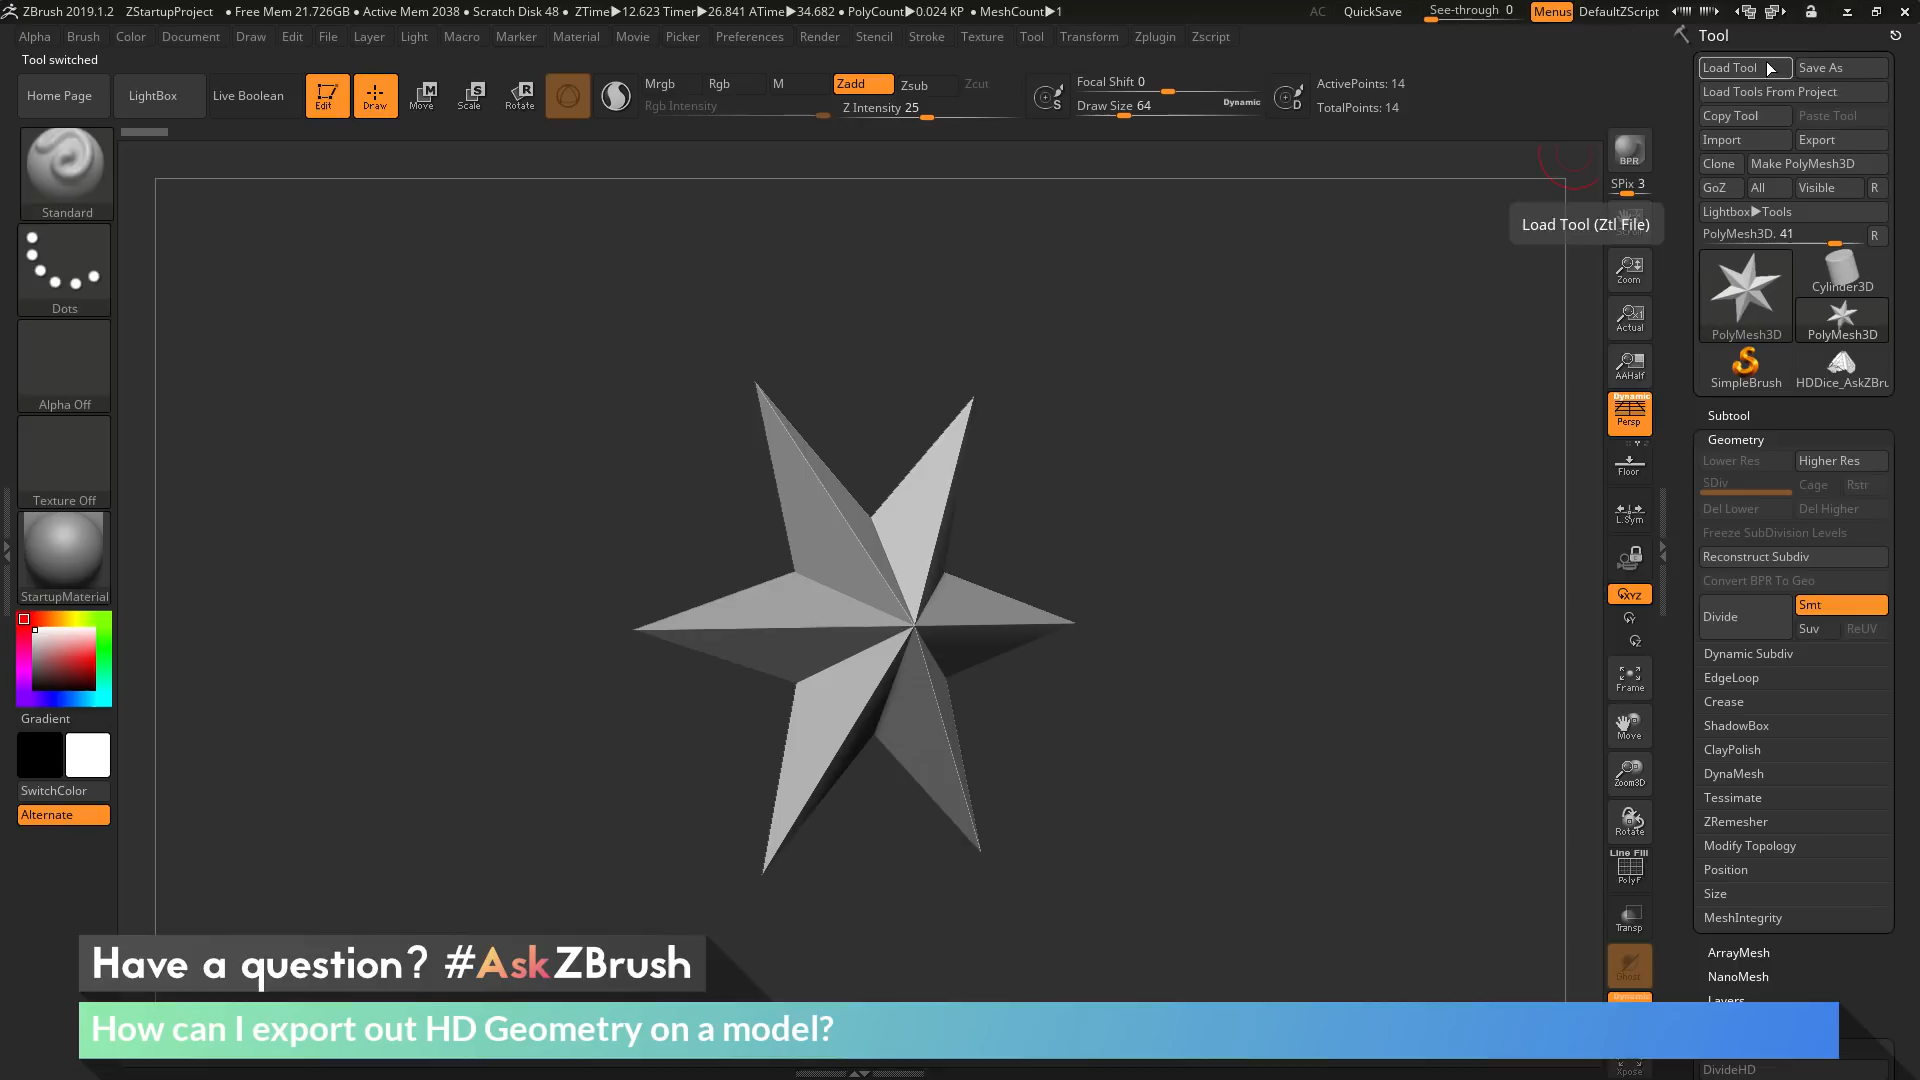 ZBrush 2019.1.2 ZStartupProject • Free Mem 21.726GB • Active Mem 2038 • Scratch Disk 48 • ZTime▶12.623 Timer▶26.841 ATime▶34.682 • PolyCount▶0.024 KP • MeshCount▶1 AC QuickSave See-through 0 Menus DefaultZScript
Alpha Brush Color Document Draw Edit File Layer Light Macro Marker Material Movie Picker Preferences Render Stencil Stroke Texture Tool Transform Zplugin Zscript
Tool switched
Home Page LightBox Live Boolean Edit Draw Move Scale Rotate
Mrgb Rgb M Zadd Zsub Zcut
Rgb Intensity Z Intensity 25
Focal Shift 0
Draw Size 64 Dynamic
ActivePoints: 14
TotalPoints: 14
Standard
Dots
Alpha Off
Texture Off
StartupMaterial
Gradient
SwitchColor
Alternate
BPR
SPix 3
Load Tool (Ztl File)
Zoom
Actual
AAHalf
Dynamic
Persp
Floor
L.Sym
XYZ
Frame
Move
Zoom3D
Rotate
Line Fill
PolyF
Transp
Ghost
Dynamic
Xpose
Tool
Load Tool Save As
Load Tools From Project
Copy Tool Paste Tool
Import Export
Clone Make PolyMesh3D
GoZ All Visible R
Lightbox▶Tools
PolyMesh3D. 41 R
Cylinder3D
PolyMesh3D PolyMesh3D
SimpleBrush HDDice_AskZBru
Subtool
Geometry
Lower Res Higher Res
SDiv Cage Rstr
Del Lower Del Higher
Freeze SubDivision Levels
Reconstruct Subdiv
Convert BPR To Geo
Divide Smt
Suv ReUV
Dynamic Subdiv
EdgeLoop
Crease
ShadowBox
ClayPolish
DynaMesh
Tessimate
ZRemesher
Modify Topology
Position
Size
MeshIntegrity
ArrayMesh
NanoMesh
Layers
DivideHD
Have a question? #AskZBrush
How can I export out HD Geometry on a model?